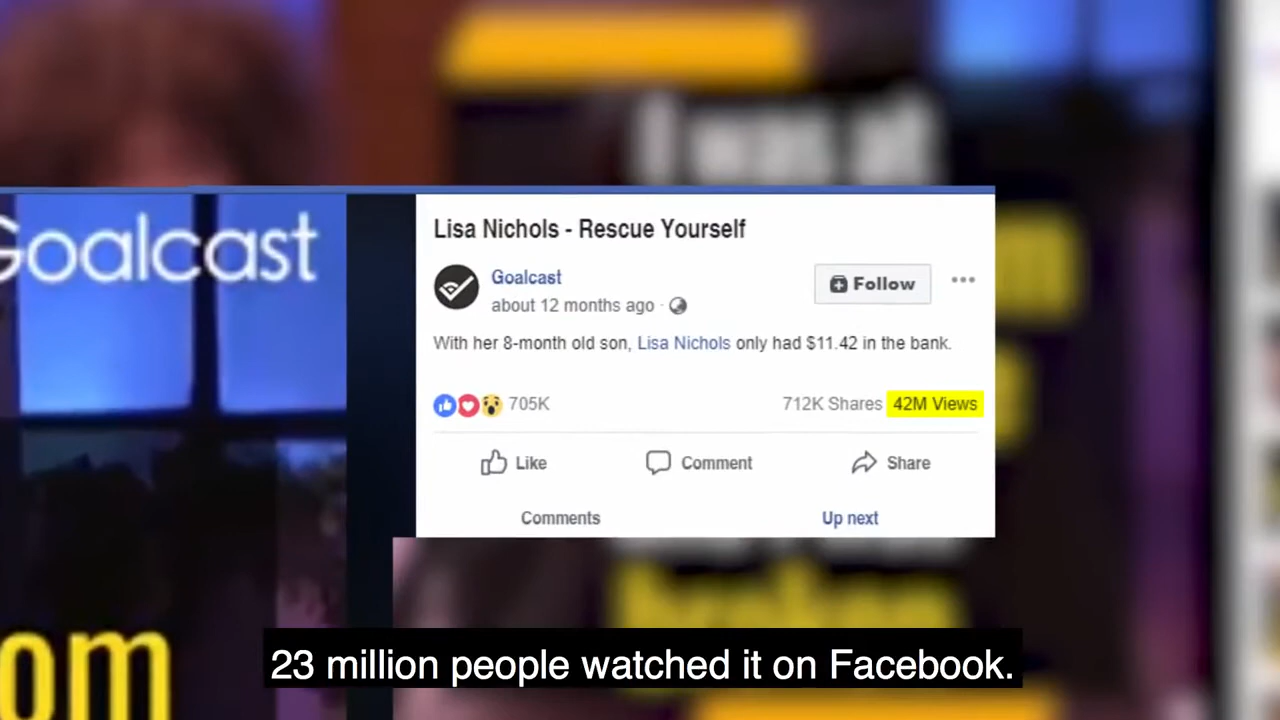 I was at
Goalcast
Lisa Nichols - Rescue Yourself
Goalcast
Follow
about 12 months ago
With her 8-month old son, Lisa Nichols only had $11.42 in the bank.
705K
712K Shares 42M Views
Like Comment Share
Comments Up next
om
23 million people watched it on Facebook.